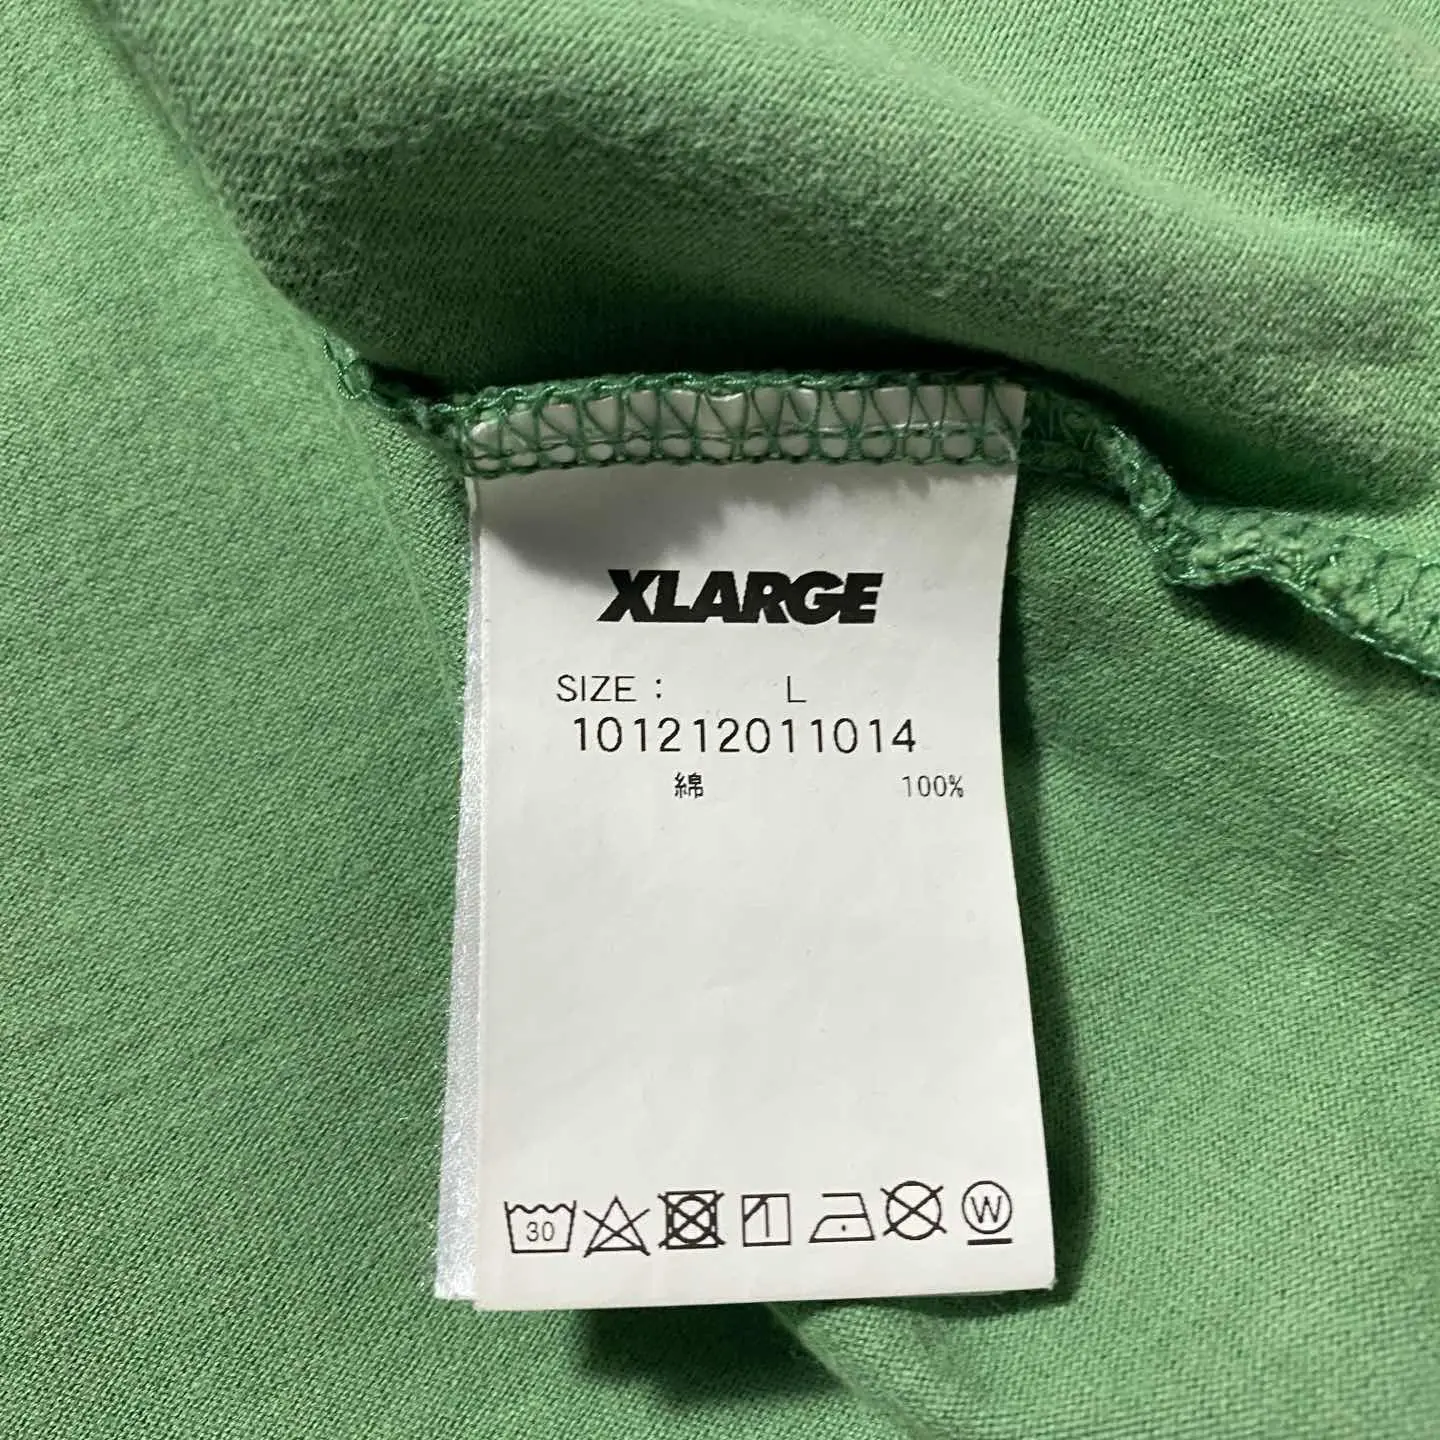 XLARGE
SIZE : L
101212011014
綿 100%
30 W